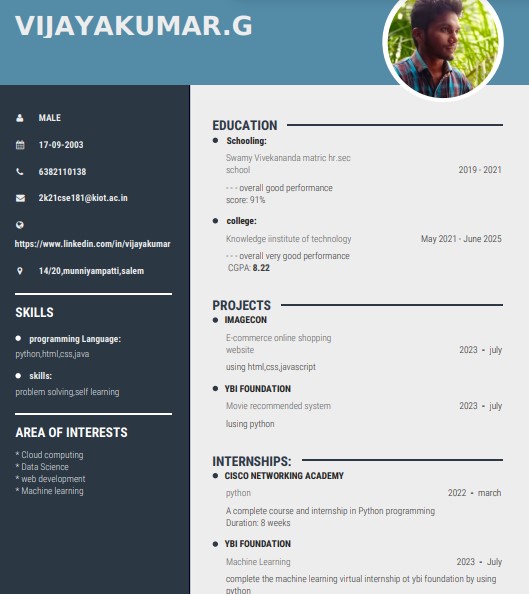 VIJAYAKUMAR.G
MALE
17-09-2003
6382110138
2k21cse181@kiot.ac.in
https://www.linkedin.com/in/vijayakumar
14/20,munniyampatti,salem
SKILLS
programming Language:
python,html,css,java
skills:
problem solving,self learning
AREA OF INTERESTS
* Cloud computing
* Data Science
* web development
* Machine learning
EDUCATION
Schooling:
Swamy Vivekananda matric hr.sec
school 2019 - 2021
- - - overall good performance
score: 91%
college:
Knowledge iinstitute of technology May 2021 - June 2025
- - - overall very good performance
CGPA: 8.22
PROJECTS
IMAGECON
E-commerce online shopping
website 2023 - july
using html,css,javascript
YBI FOUNDATION
Movie recommended system 2023 - july
lusing python
INTERNSHIPS:
CISCO NETWORKING ACADEMY
python 2022 - march
A complete course and internship in Python programming
Duration: 8 weeks
YBI FOUNDATION
Machine Learning 2023 - July
complete the machine learning virtual internship ot ybi foundation by using
python